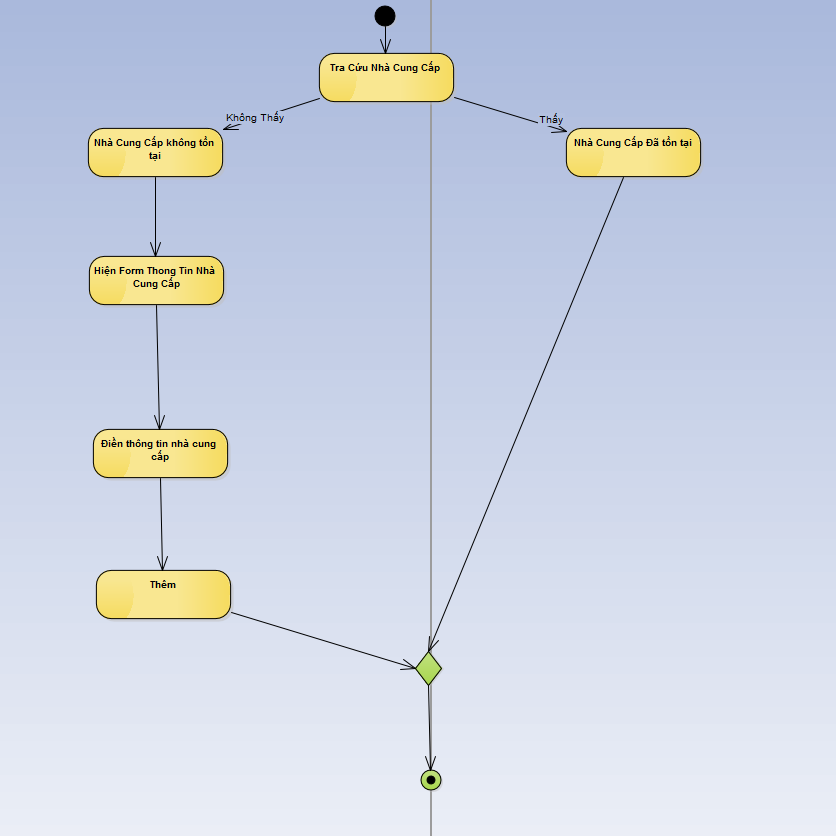 Tra Cứu Nhà Cung Cấp
Không Thấy
Thấy
Nhà Cung Cấp không tồn
tại
Nhà Cung Cấp Đã tồn tại
Hiện Form Thong Tin Nhà
Cung Cấp
Điền thông tin nhà cung
cấp
Thêm